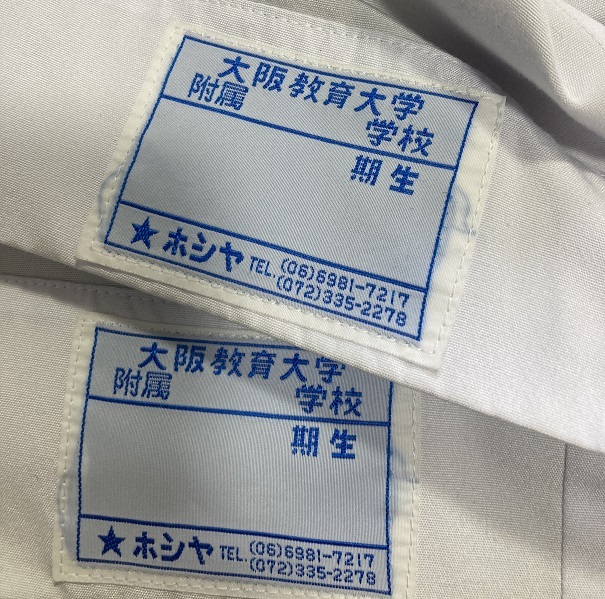 大阪教育大学
附属
学校
期生
★ホシヤ TEL. (06)6981-7217
(072)335-2278
大阪教育大学
附属 学校
期生
★ホシヤ TEL. (06)6981-7217
(072)335-2278